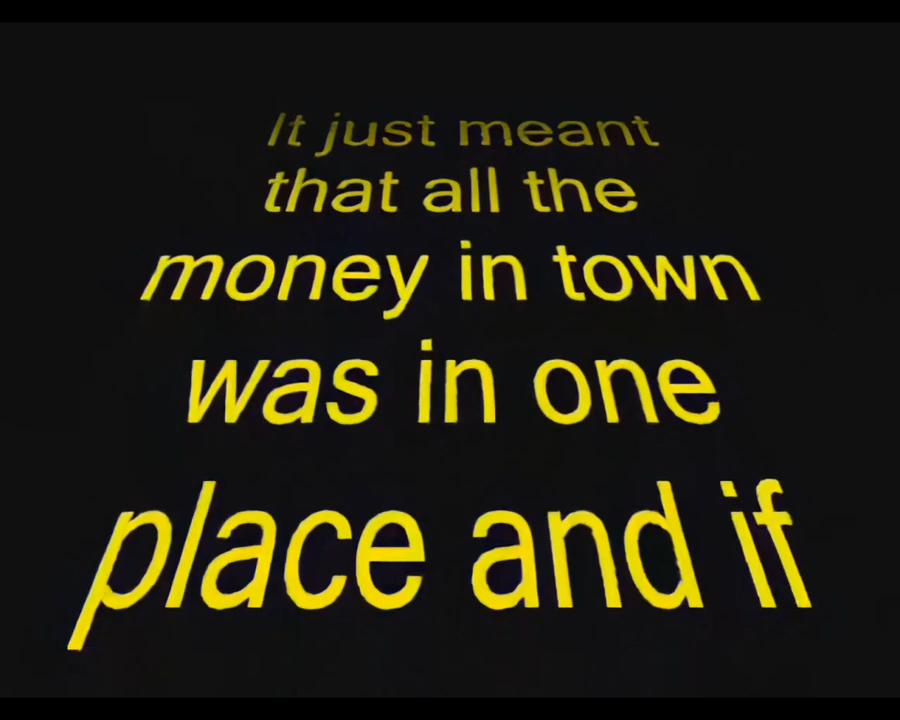 It just meant
that all the
money in town
was in one
place and if